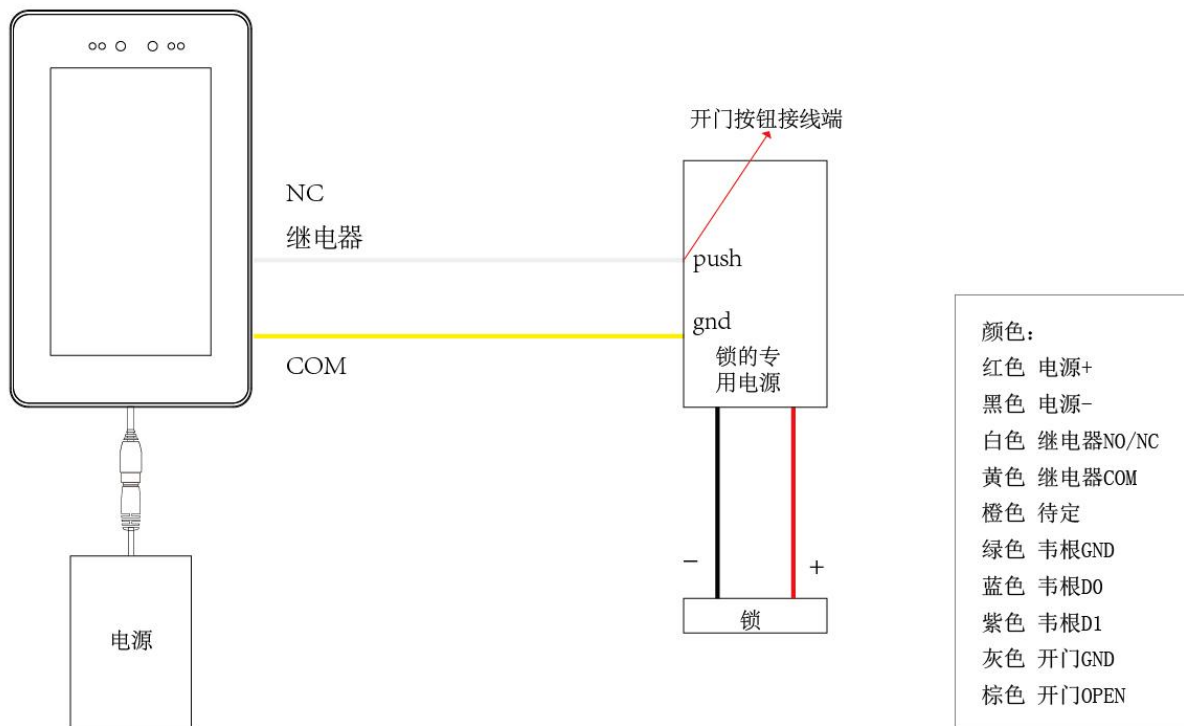 开门按钮接线端
NC
继电器
push
gnd
COM
锁的专
用电源
颜色:
红色 电源+
黑色 电源-
白色 继电器NO/NC
黄色 继电器COM
橙色 待定
绿色 韦根GND
蓝色 韦根D0
紫色 韦根D1
灰色 开门GND
棕色 开门OPEN
- +
锁
电源